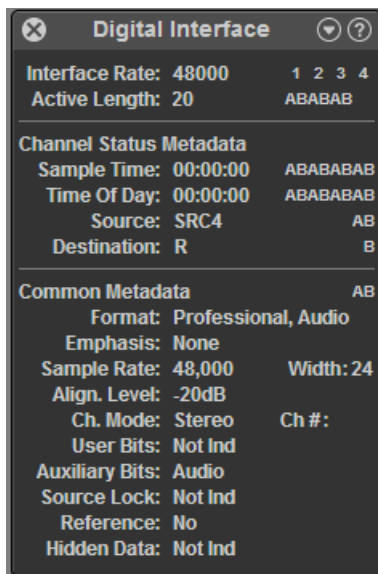 Digital Interface
Interface Rate: 48000 1 2 3 4
Active Length: 20 ABABAB
Channel Status Metadata
Sample Time: 00:00:00 ABABABAB
Time Of Day: 00:00:00 ABABABAB
Source: SRC4 AB
Destination: R B
Common Metadata AB
Format: Professional, Audio
Emphasis: None
Sample Rate: 48,000 Width: 24
Align. Level: -20dB
Ch. Mode: Stereo Ch #:
User Bits: Not Ind
Auxiliary Bits: Audio
Source Lock: Not Ind
Reference: No
Hidden Data: Not Ind